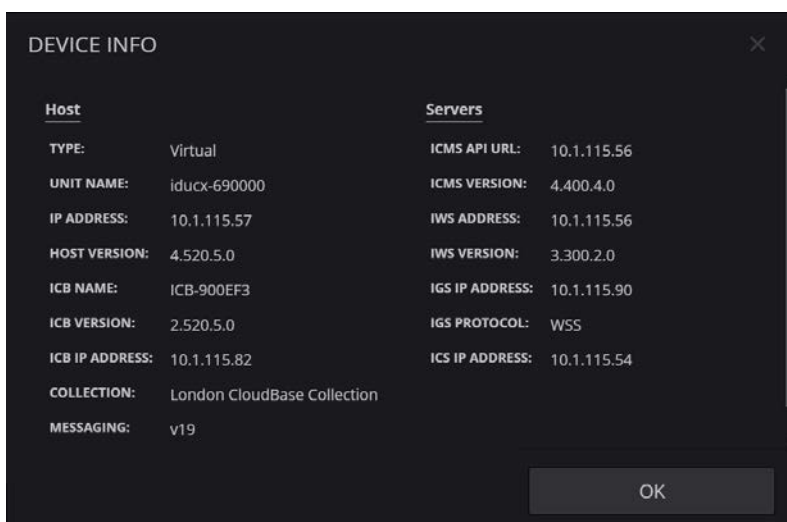 DEVICE INFO
Host
TYPE: Virtual
UNIT NAME: iducx-690000
IP ADDRESS: 10.1.115.57
HOST VERSION: 4.520.5.0
ICB NAME: ICB-900EF3
ICB VERSION: 2.520.5.0
ICB IP ADDRESS: 10.1.115.82
COLLECTION: London CloudBase Collection
MESSAGING: v19
Servers
ICMS API URL: 10.1.115.56
ICMS VERSION: 4.400.4.0
IWS ADDRESS: 10.1.115.56
IWS VERSION: 3.300.2.0
IGS IP ADDRESS: 10.1.115.90
IGS PROTOCOL: WSS
ICS IP ADDRESS: 10.1.115.54
OK